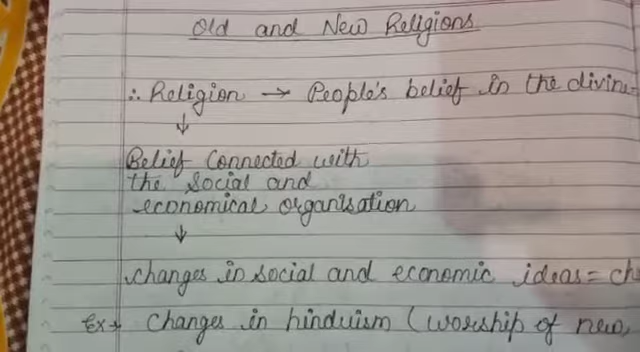 Old and New Religions
∴ Religion → People's belief in the divine
↓
Belief Connected with
the social and
economical organisation
↓
changes in social and economic ideas = ch
Ex→ Changes in hinduism (worship of new